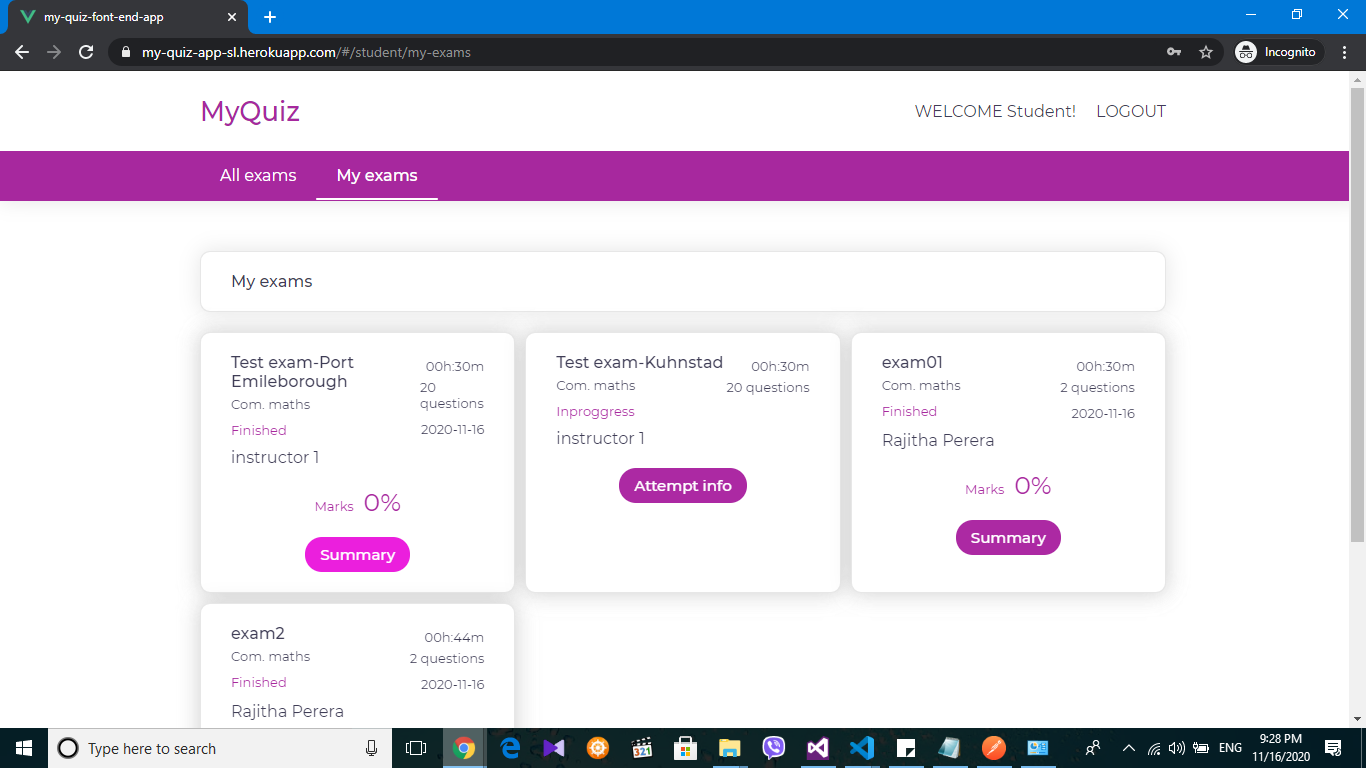 my-quiz-font-end-app
my-quiz-app-sl.herokuapp.com/#/student/my-exams
Incognito
MyQuiz
WELCOME Student! LOGOUT
All exams My exams
My exams
Test exam-Port
Emileborough
Com. maths
Finished
instructor 1
00h:30m
20
questions
2020-11-16
Marks 0%
Summary
Test exam-Kuhnstad
Com. maths
Inproggress
instructor 1
00h:30m
20 questions
Attempt info
exam01
Com. maths
Finished
Rajitha Perera
00h:30m
2 questions
2020-11-16
Marks 0%
Summary
exam2
Com. maths
Finished
Rajitha Perera
00h:44m
2 questions
2020-11-16
Type here to search
321
ENG
9:28 PM
11/16/2020